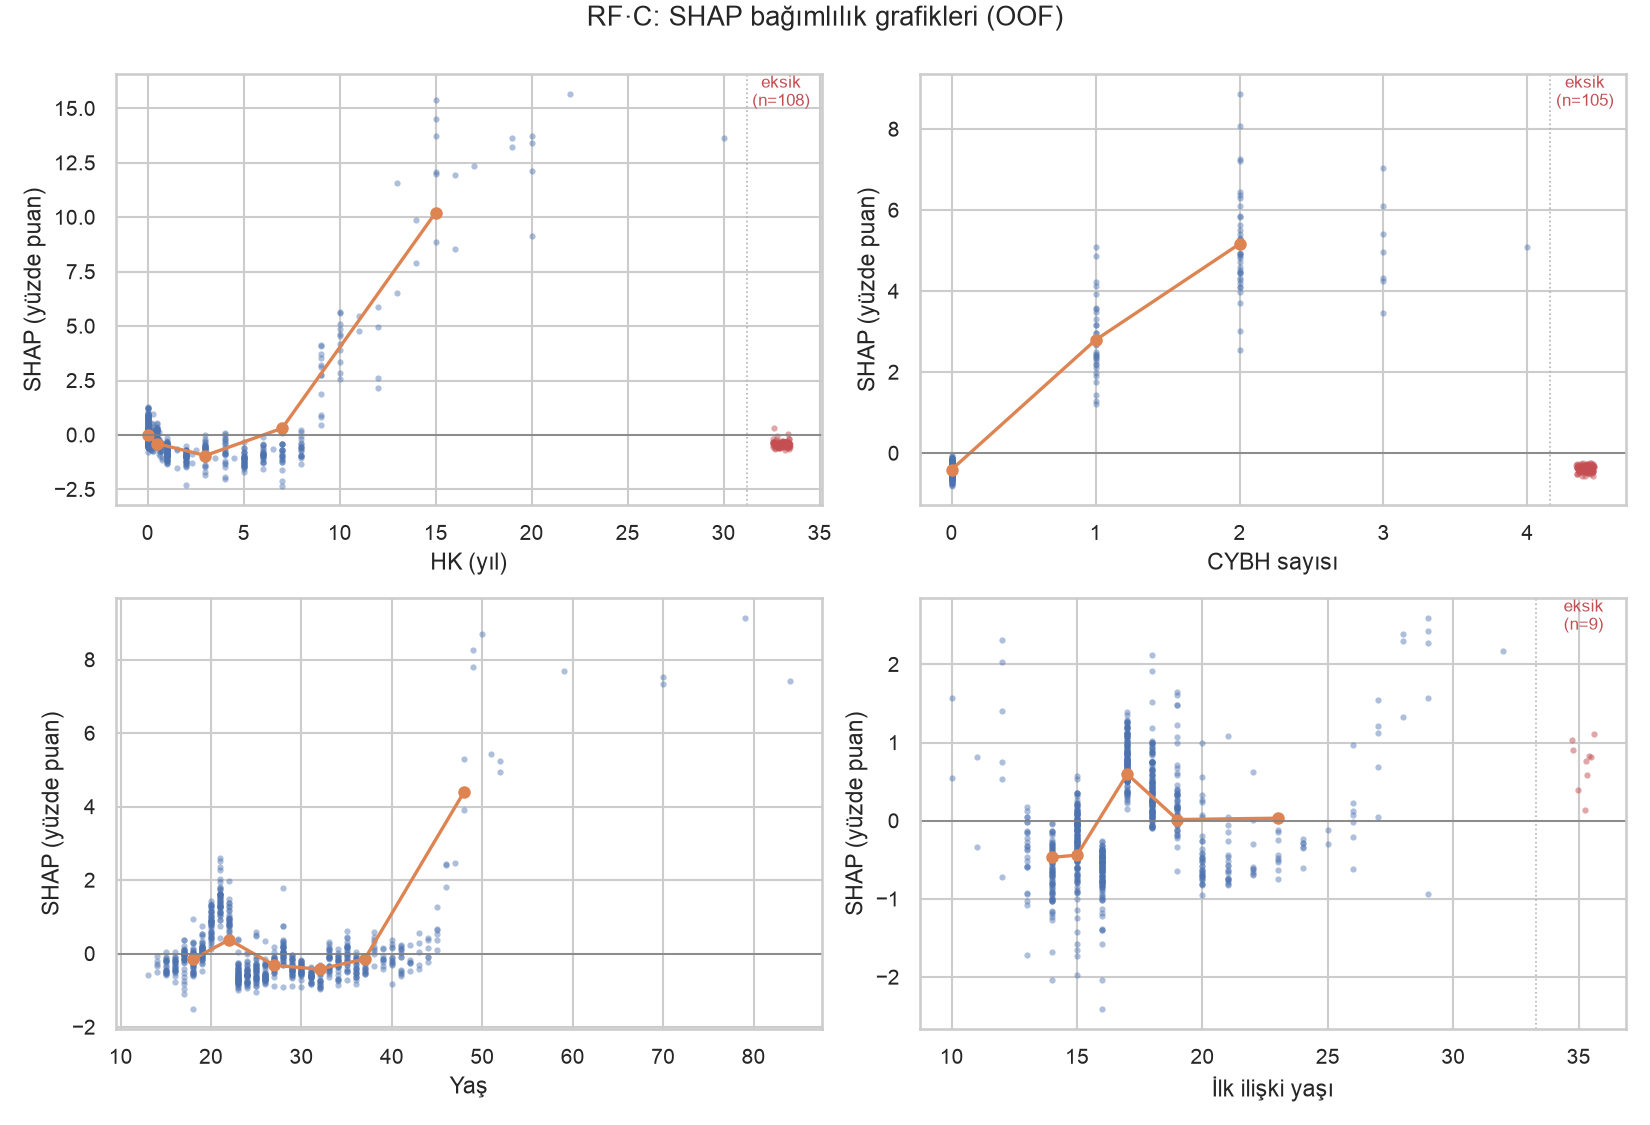 RF·C: SHAP bağımlılık grafikleri (OOF)
SHAP (yüzde puan)
15.0
12.5
10.0
7.5
5.0
2.5
0.0
−2.5
eksik
(n=108)
0 5 10 15 20 25 30 35
HK (yıl)
SHAP (yüzde puan)
8
6
4
2
0
eksik
(n=105)
0 1 2 3 4
CYBH sayısı
SHAP (yüzde puan)
8
6
4
2
0
−2
10 20 30 40 50 60 70 80
Yaş
SHAP (yüzde puan)
2
1
0
−1
−2
eksik
(n=9)
10 15 20 25 30 35
İlk ilişki yaşı